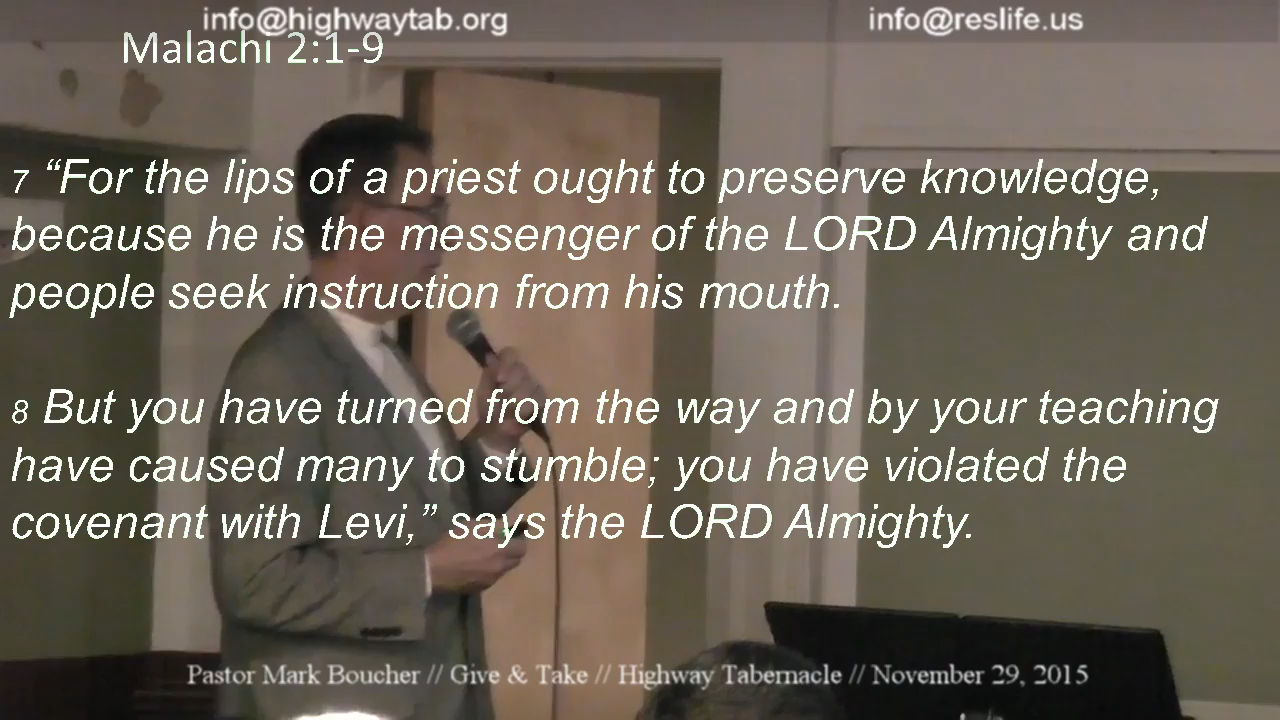 info@highwaytab.org info@reslife.us
Malachi 2:1-9
7 “For the lips of a priest ought to preserve knowledge,
because he is the messenger of the LORD Almighty and
people seek instruction from his mouth.
8 But you have turned from the way and by your teaching
have caused many to stumble; you have violated the
covenant with Levi,” says the LORD Almighty.
Pastor Mark Boucher // Give & Take // Highway Tabernacle // November 29, 2015